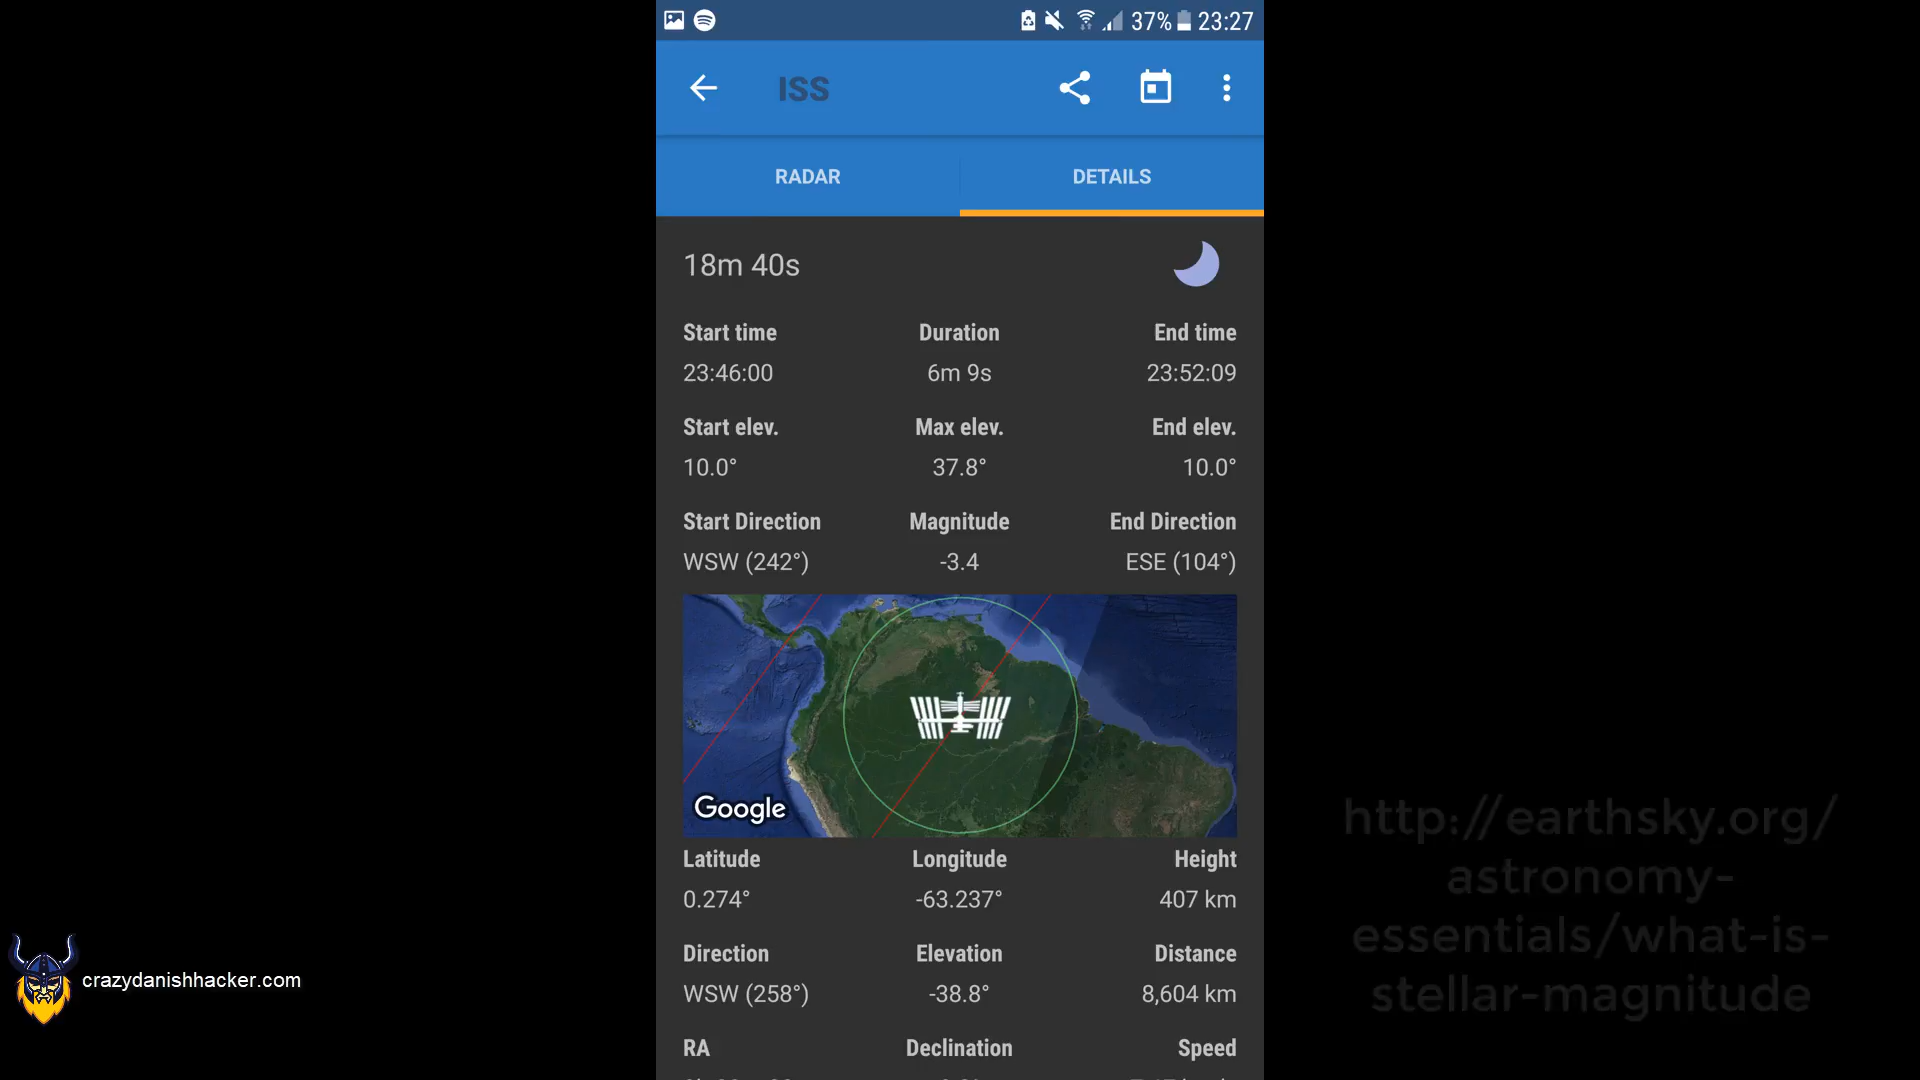 37% 23:27
ISS
RADAR DETAILS
18m 40s
Start time Duration End time
23:46:00 6m 9s 23:52:09
Start elev. Max elev. End elev.
10.0° 37.8° 10.0°
Start Direction Magnitude End Direction
WSW (242°) -3.4 ESE (104°)
Google
Latitude Longitude Height
0.274° -63.237° 407 km
Direction Elevation Distance
WSW (258°) -38.8° 8,604 km
RA Declination Speed
crazydanishhacker.com
http://earthsky.org/
astronomy-
essentials/what-is-
stellar-magnitude